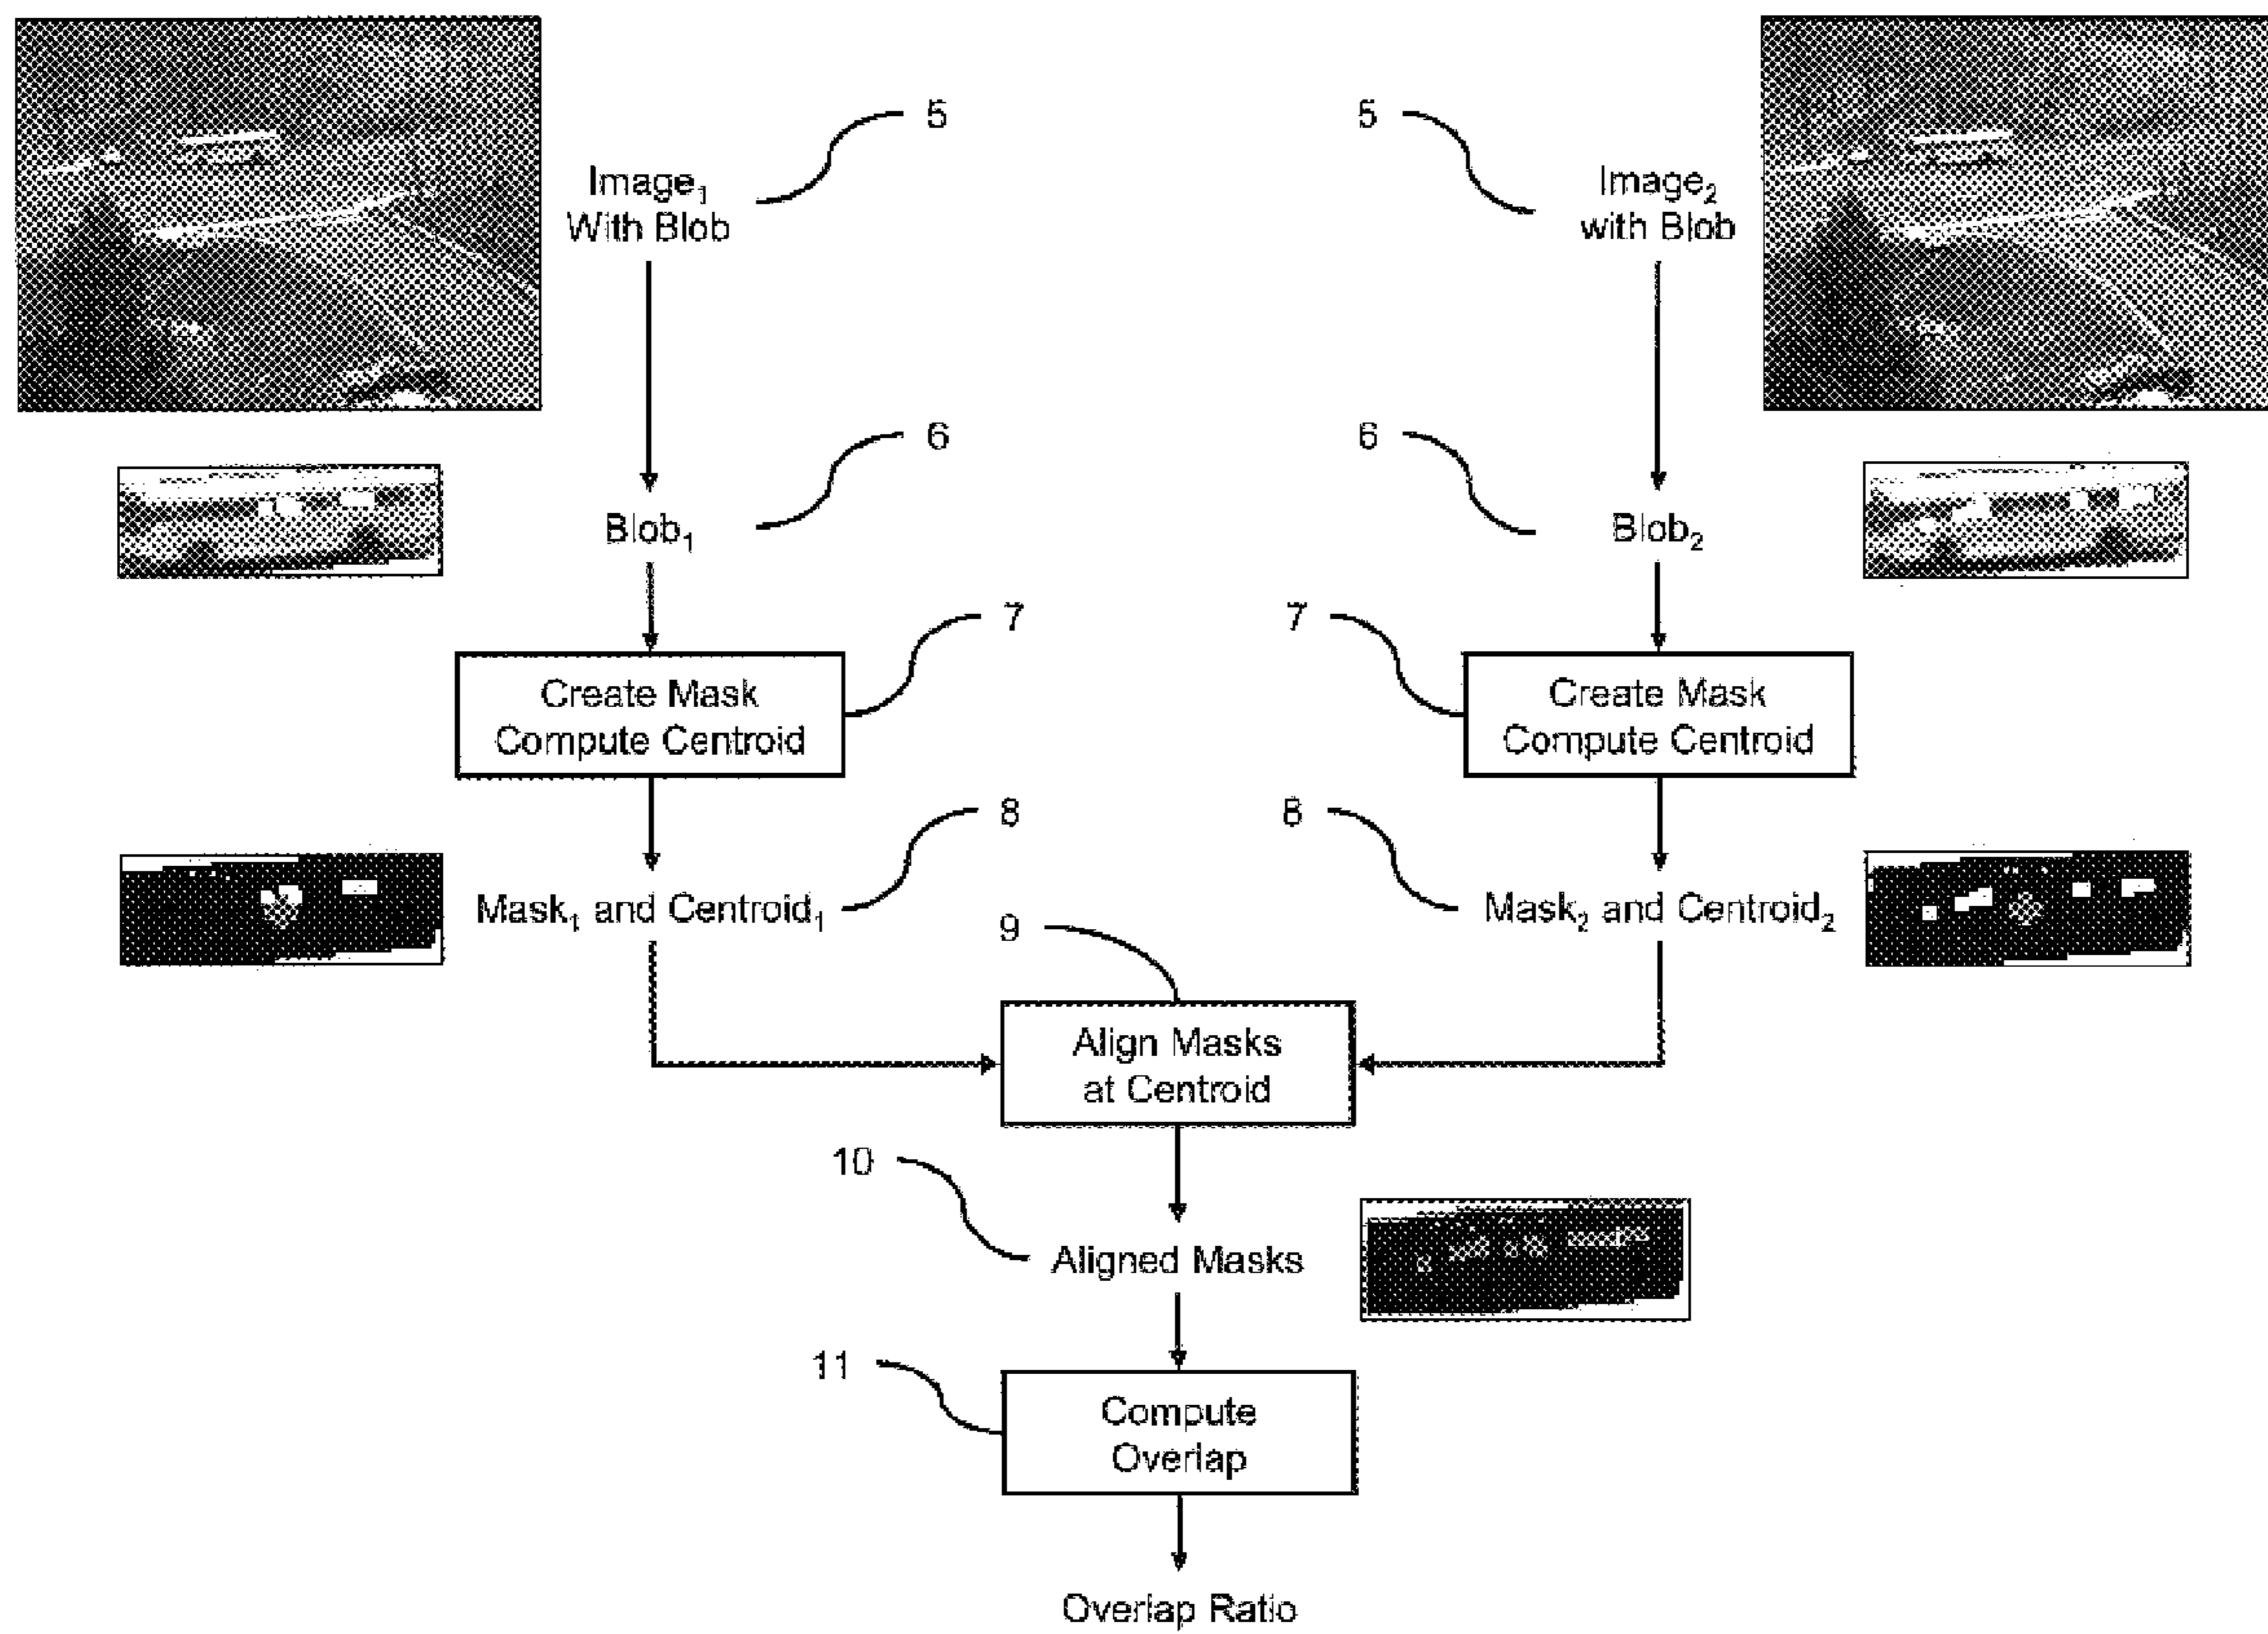 5
5
Image₁
With Blob
Image₂
with Blob
6
6
Blob₁
Blob₂
7
7
Create Mask
Compute Centroid
Create Mask
Compute Centroid
8
8
Mask₁ and Centroid₁
Mask₂ and Centroid₂
9
Align Masks
at Centroid
10
Aligned Masks
11
Compute
Overlap
Overlap Ratio